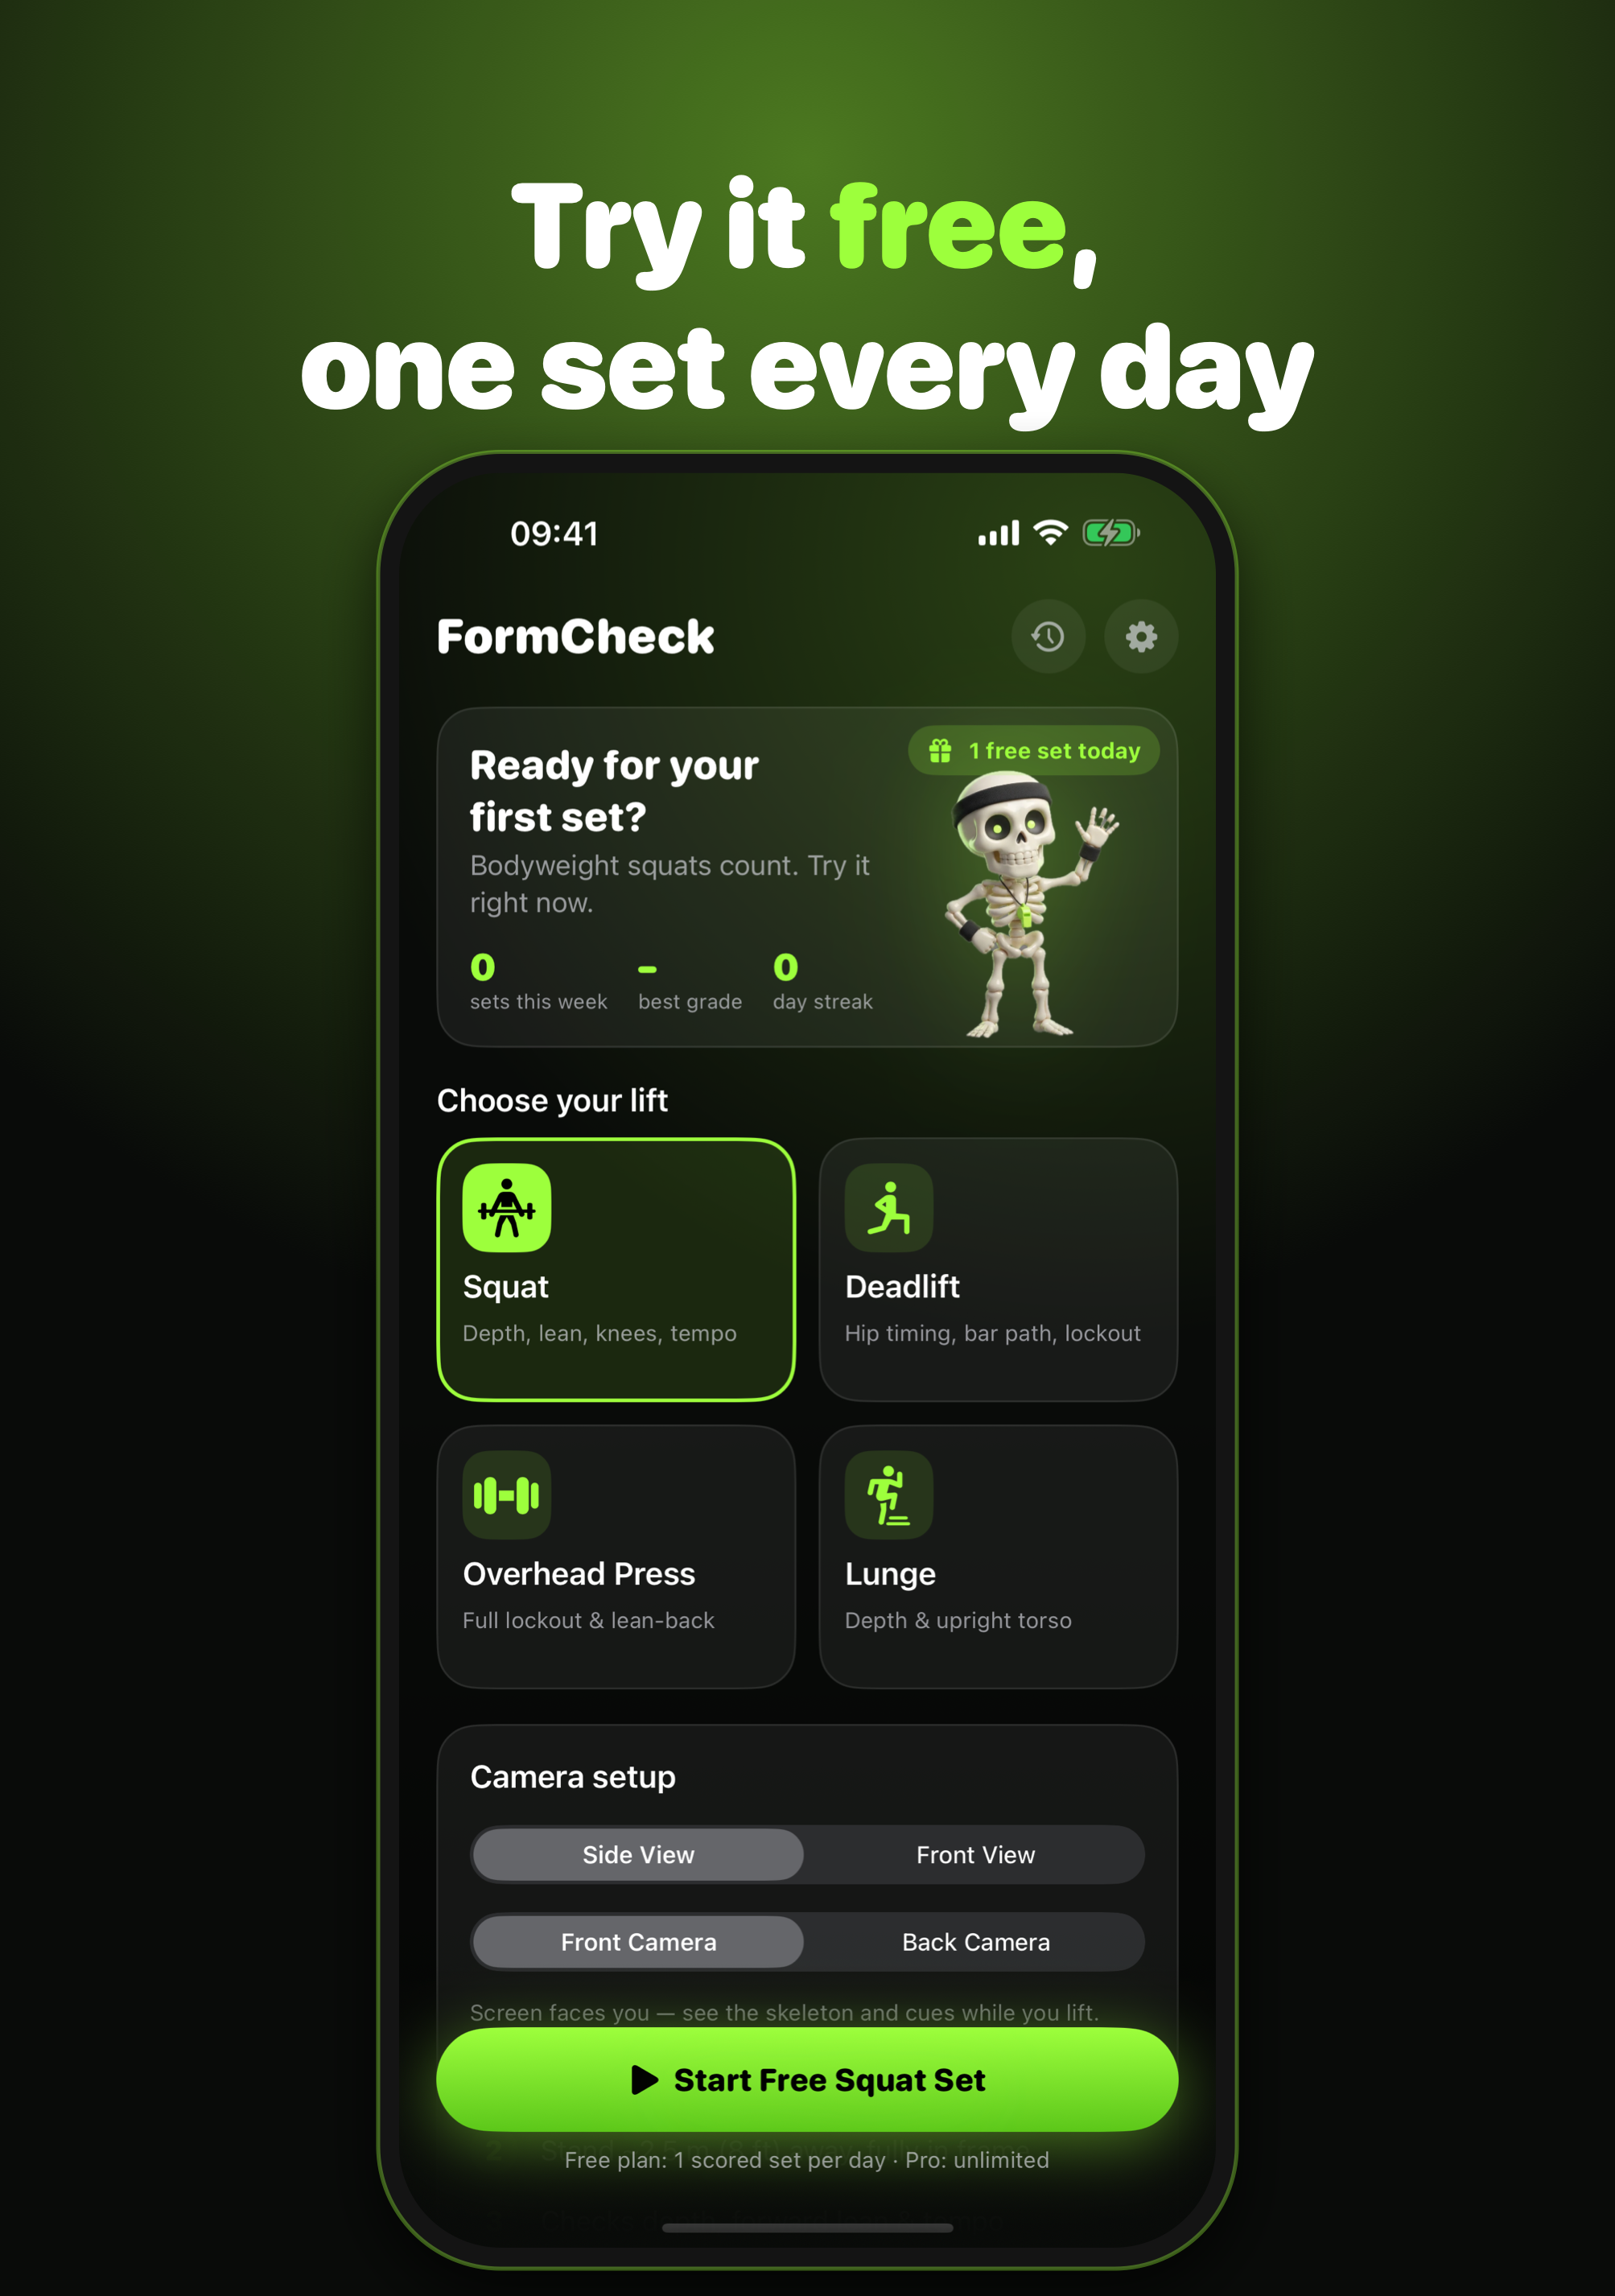 Try it free,
one set every day
09:41
FormCheck
1 free set today
Ready for your
first set?
Bodyweight squats count. Try it
right now.
0
sets this week
–
best grade
0
day streak
Choose your lift
Squat
Depth, lean, knees, tempo
Deadlift
Hip timing, bar path, lockout
Overhead Press
Full lockout & lean-back
Lunge
Depth & upright torso
Camera setup
Side View
Front View
Front Camera
Back Camera
Screen faces you — see the skeleton and cues while you lift.
Start Free Squat Set
Free plan: 1 scored set per day · Pro: unlimited